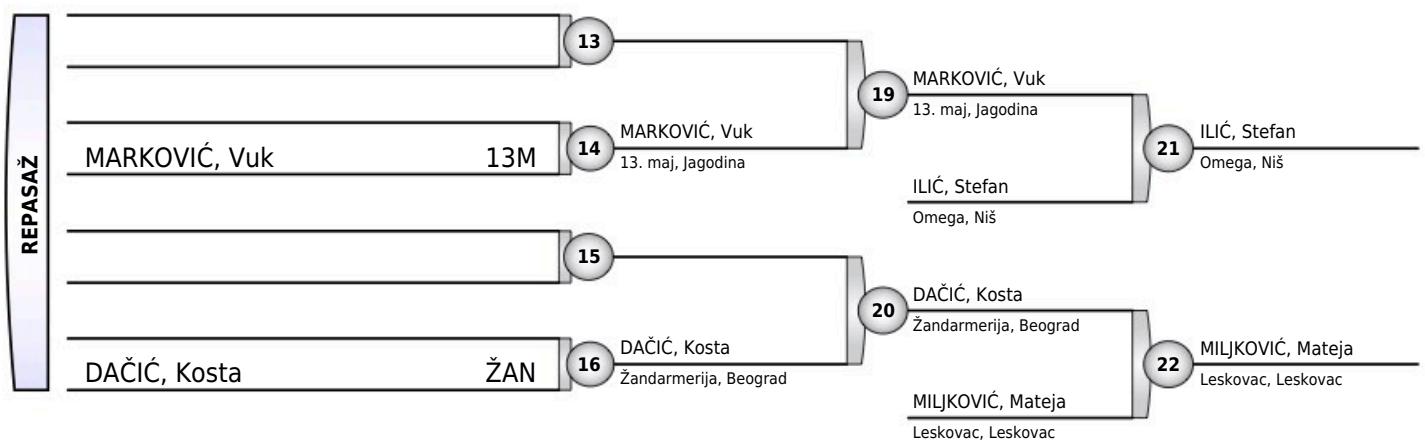 REPASAŽ
13
MARKOVIĆ, Vuk 13M
14
MARKOVIĆ, Vuk
13. maj, Jagodina
19
MARKOVIĆ, Vuk
13. maj, Jagodina
ILIĆ, Stefan
Omega, Niš
21
ILIĆ, Stefan
Omega, Niš
15
DAČIĆ, Kosta ŽAN
16
DAČIĆ, Kosta
Žandarmerija, Beograd
20
DAČIĆ, Kosta
Žandarmerija, Beograd
MILJKOVIĆ, Mateja
Leskovac, Leskovac
22
MILJKOVIĆ, Mateja
Leskovac, Leskovac